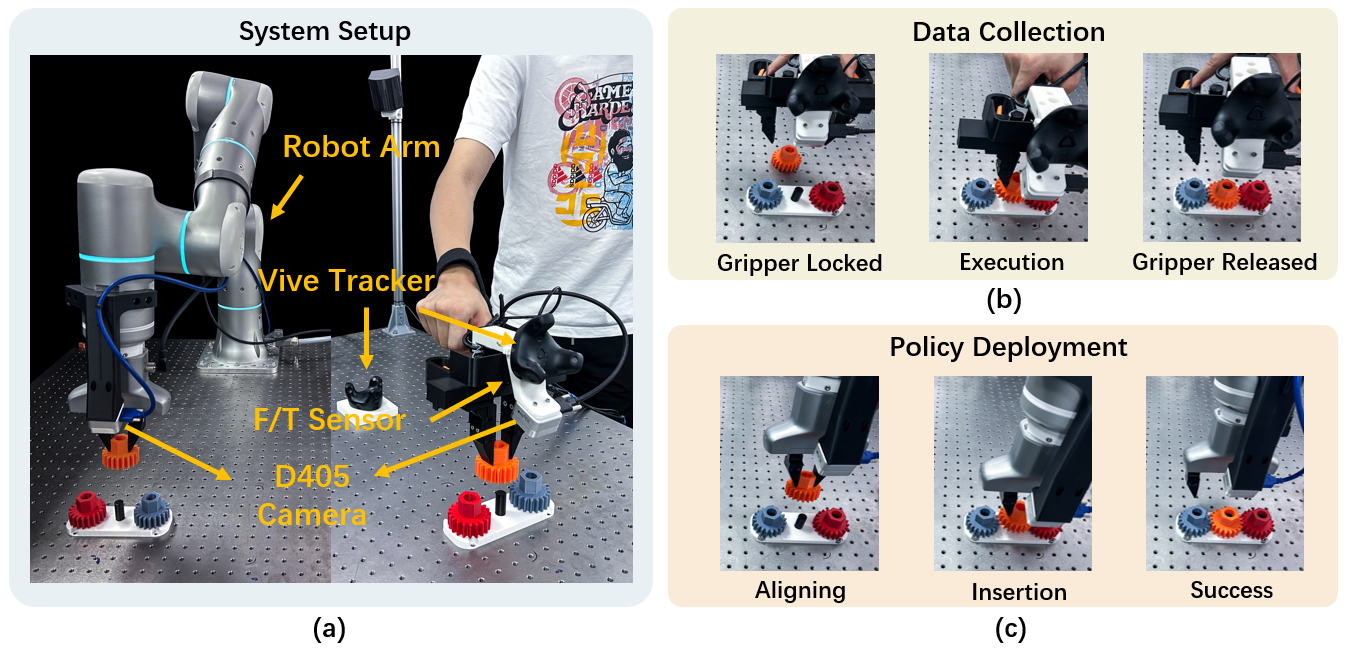 System Setup
Robot Arm
Vive Tracker
F/T Sensor
D405
Camera
(a)
Data Collection
Gripper Locked
Execution
Gripper Released
(b)
Policy Deployment
Aligning
Insertion
Success
(c)